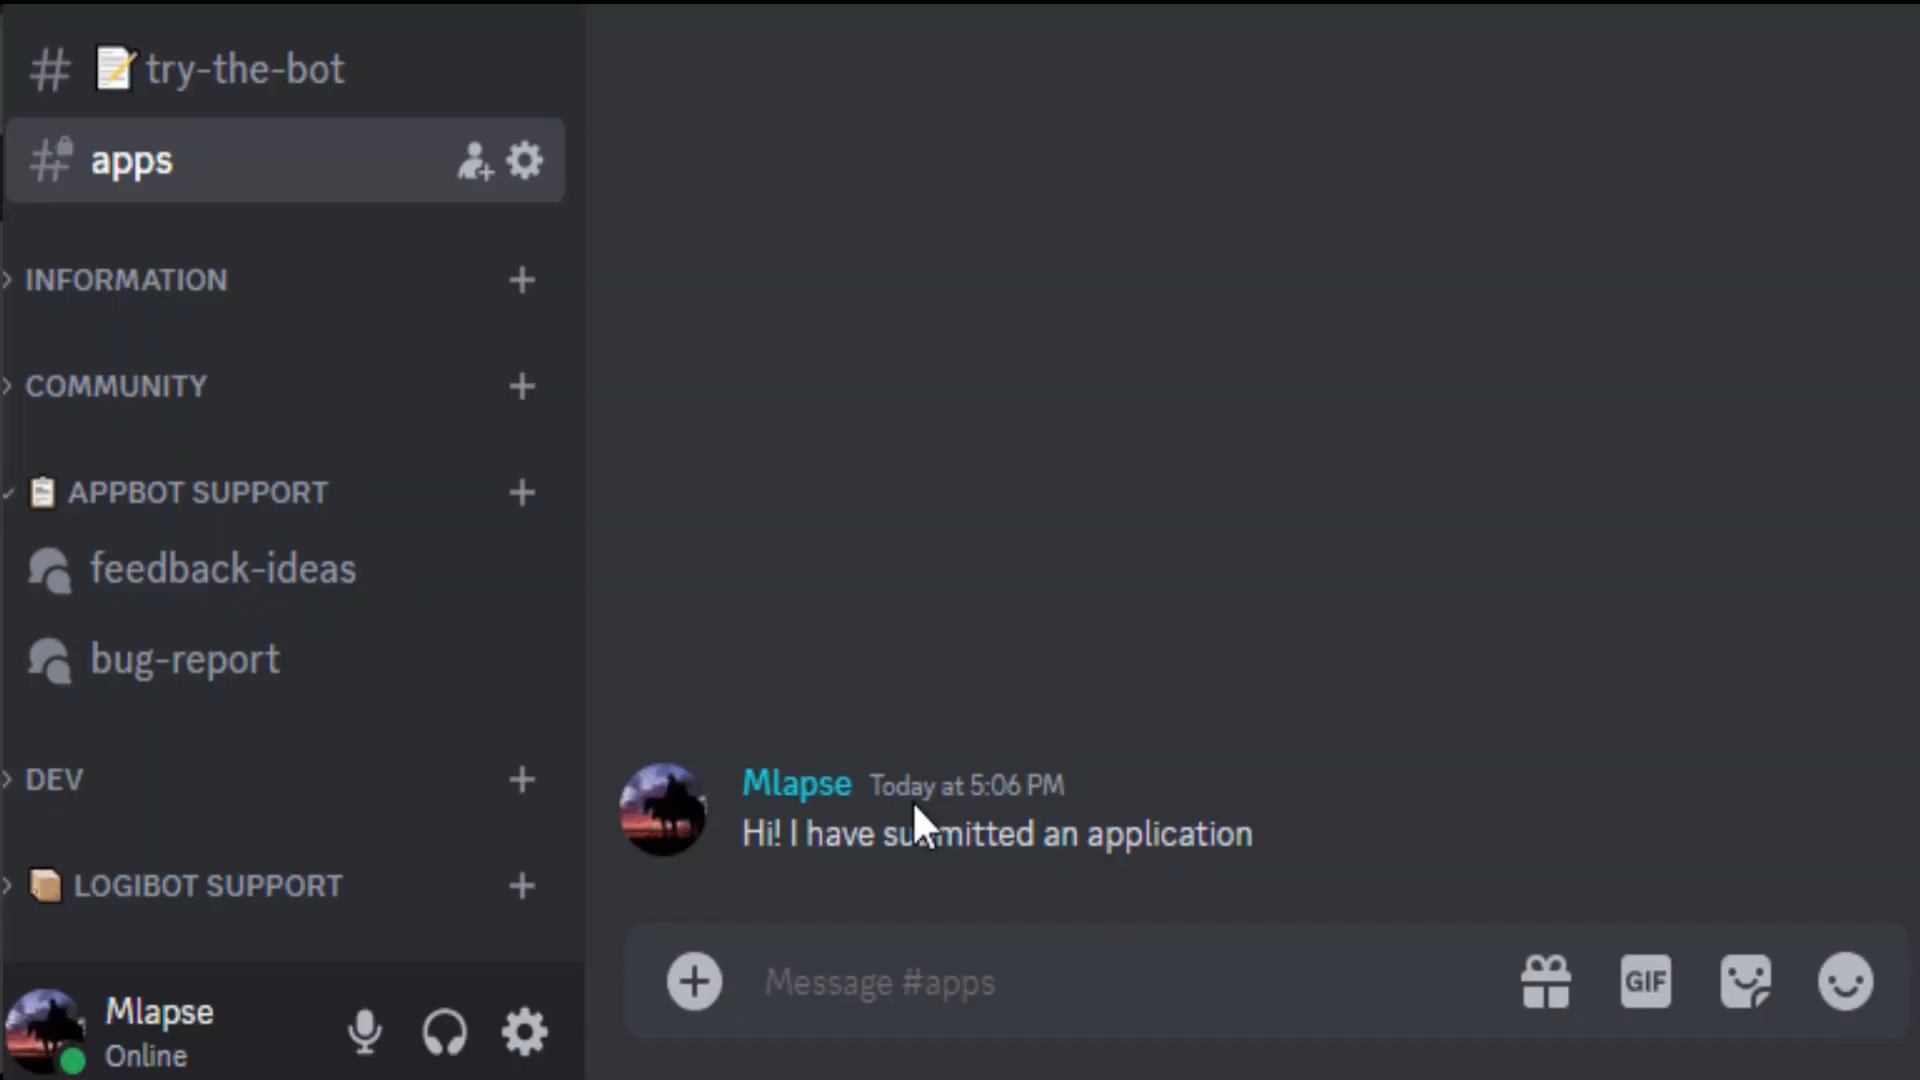 try-the-bot
apps
INFORMATION
COMMUNITY
APPBOT SUPPORT
feedback-ideas
bug-report
DEV
LOGIBOT SUPPORT
Mlapse
Online
Mlapse Today at 5:06 PM
Hi! I have submitted an application
Message #apps
GIF